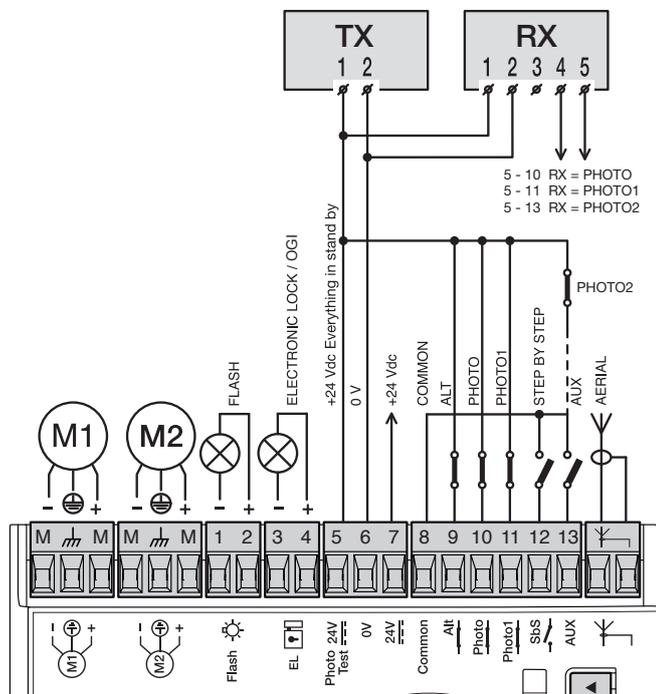 TX
1 2
RX
1 2 3 4 5
5 - 10 RX = PHOTO
5 - 11 RX = PHOTO1
5 - 13 RX = PHOTO2
PHOTO2
FLASH
ELECTRONIC LOCK / OGI
+24 Vdc Everything in stand by
0 V
+24 Vdc
COMMON
ALT
PHOTO
PHOTO1
STEP BY STEP
AUX
AERIAL
M1
M2
- +
- +
- +
- +
M M M M 1 2 3 4 5 6 7 8 9 10 11 12 13
- +
M1
- +
M2
Flash
EL
Photo 24V
Test
0V
24V
Common
Alt
Photo
Photo1
SbS
AUX